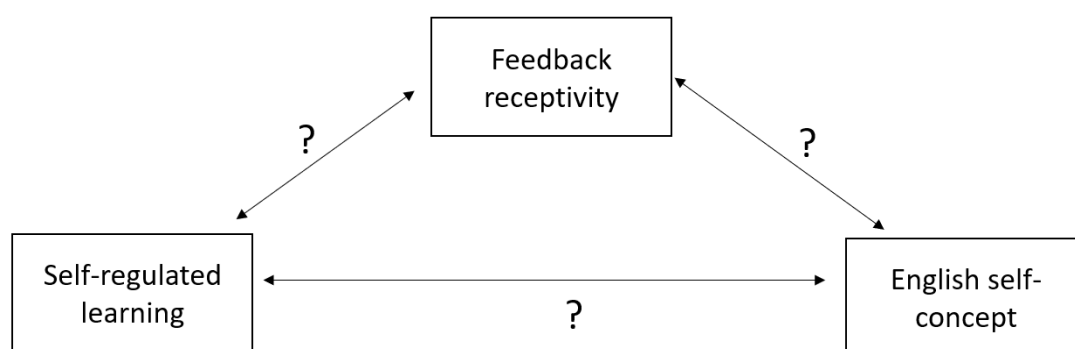 Feedback
receptivity
?
?
Self-regulated
learning
English self-
concept
?